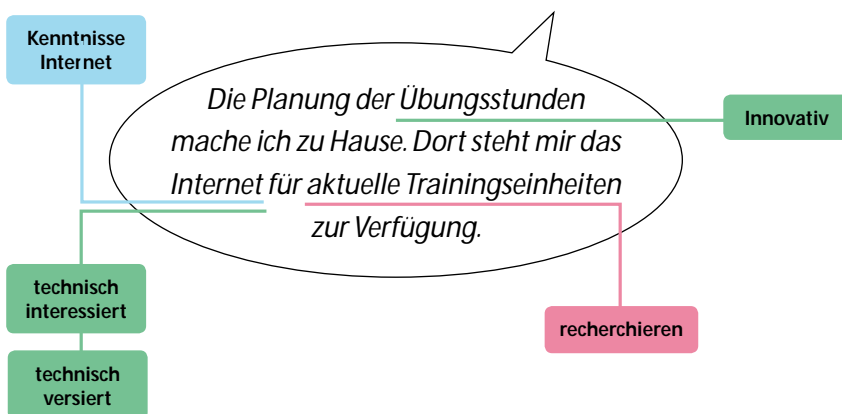 Kenntnisse
Internet
Die Planung der Übungsstunden
mache ich zu Hause. Dort steht mir das
Internet für aktuelle Trainingseinheiten
zur Verfügung.
Innovativ
technisch
interessiert
recherchieren
technisch
versiert